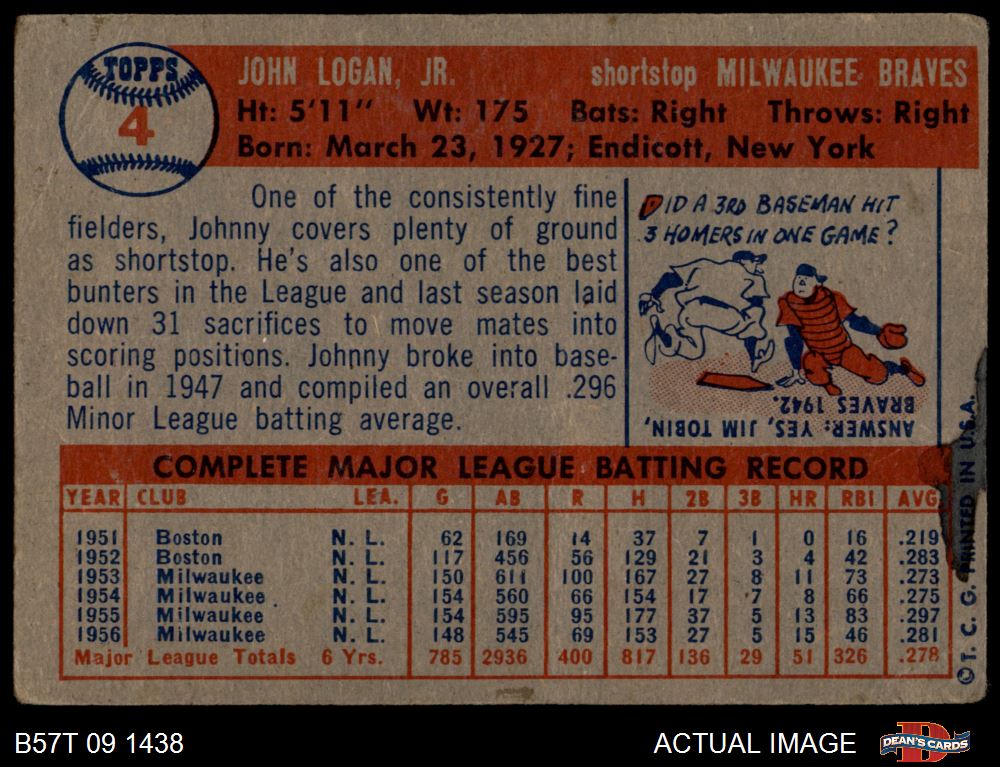 TOPPS
4
JOHN LOGAN, JR. shortstop MILWAUKEE BRAVES
Ht: 5'11" Wt: 175 Bats: Right Throws: Right
Born: March 23, 1927; Endicott, New York
One of the consistently fine
fielders, Johnny covers plenty of ground
as shortstop. He's also one of the best
bunters in the League and last season laid
down 31 sacrifices to move mates into
scoring positions. Johnny broke into base-
ball in 1947 and compiled an overall .296
Minor League batting average.
DID A 3RD BASEMAN HIT
3 HOMERS IN ONE GAME?
ANSWER: YES, JIM TOBIN,
BRAVES 1942.
COMPLETE MAJOR LEAGUE BATTING RECORD
YEAR CLUB LEA. G AB R H 2B 3B HR RBI AVG
1951 Boston N. L. 62 169 14 37 7 1 0 16 .219
1952 Boston N. L. 117 456 56 129 21 3 4 42 .283
1953 Milwaukee N. L. 150 611 100 167 27 8 11 73 .273
1954 Milwaukee N. L. 154 560 66 154 17 7 8 66 .275
1955 Milwaukee N. L. 154 595 95 177 37 5 13 83 .297
1956 Milwaukee N. L. 148 545 69 153 27 5 15 46 .281
Major League Totals 6 Yrs. 785 2936 400 817 136 29 51 326 .278
©T. C. G. PRINTED IN U.S.A.
B57T 09 1438 ACTUAL IMAGE DEAN'S CARDS